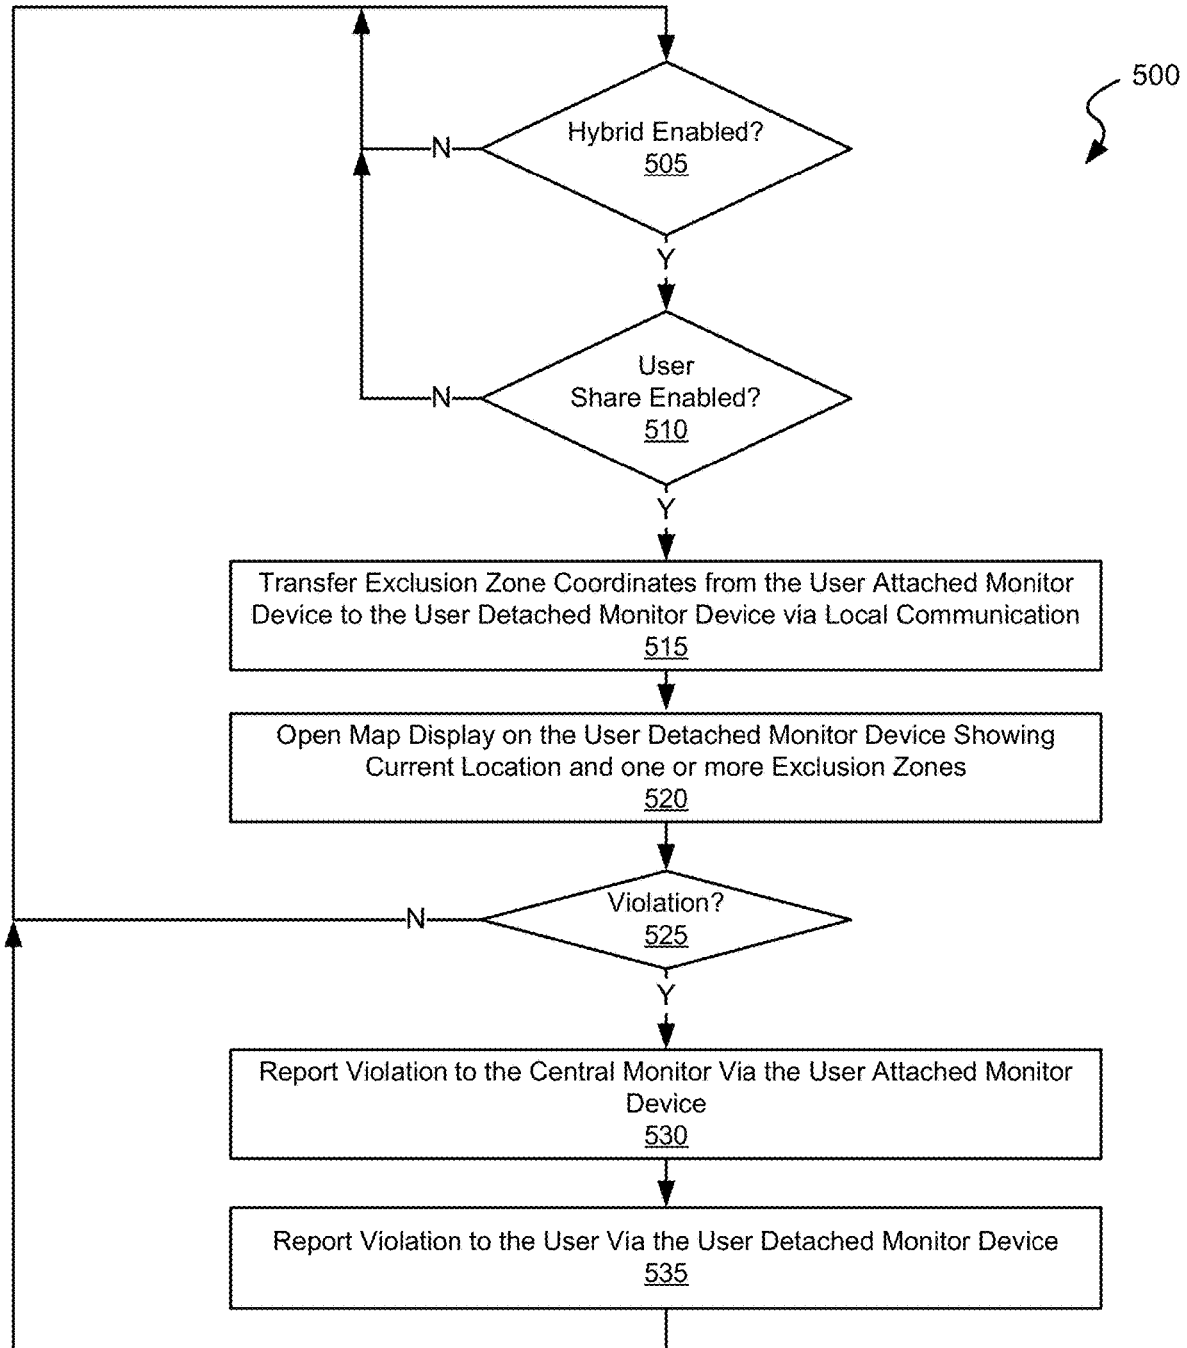 500
Hybrid Enabled?
505
N
Y
User
Share Enabled?
510
N
Y
Transfer Exclusion Zone Coordinates from the User Attached Monitor
Device to the User Detached Monitor Device via Local Communication
515
Open Map Display on the User Detached Monitor Device Showing
Current Location and one or more Exclusion Zones
520
Violation?
525
N
Y
Report Violation to the Central Monitor Via the User Attached Monitor
Device
530
Report Violation to the User Via the User Detached Monitor Device
535